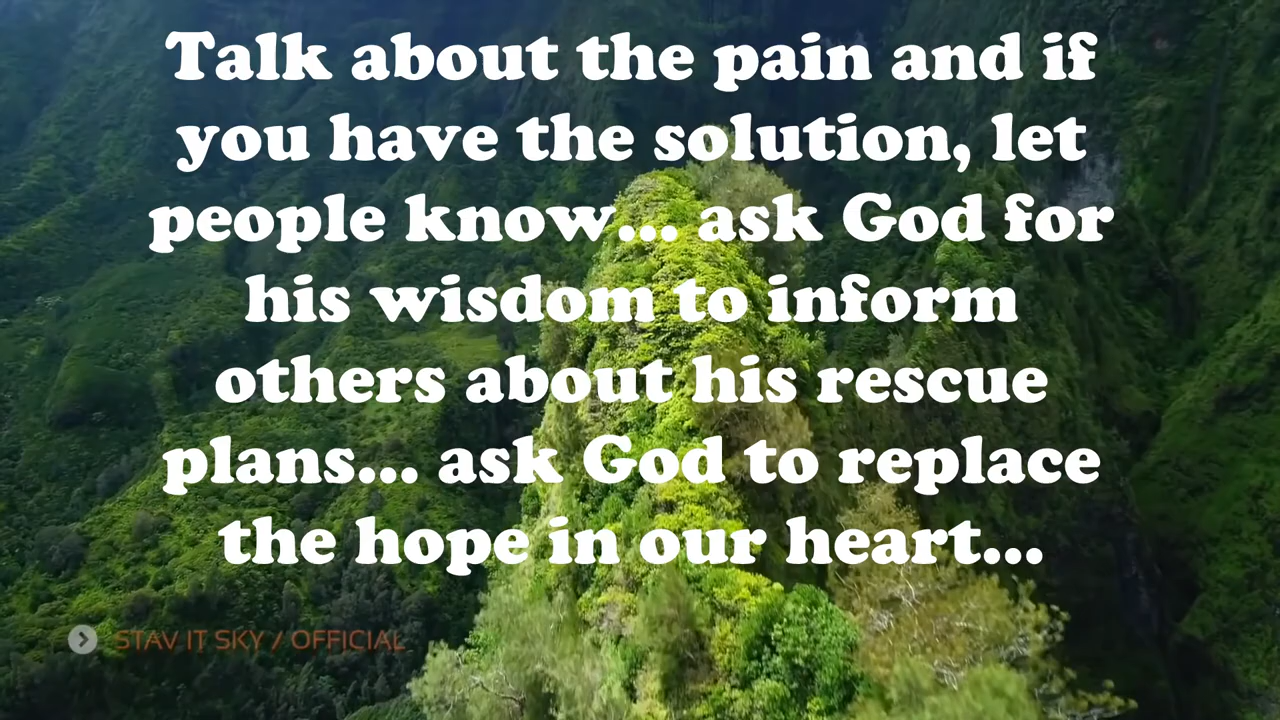 Talk about the pain and if
you have the solution, let
people know... ask God for
his wisdom to inform
others about his rescue
plans... ask God to replace
the hope in our heart...
STAV IT SKY / OFFICIAL